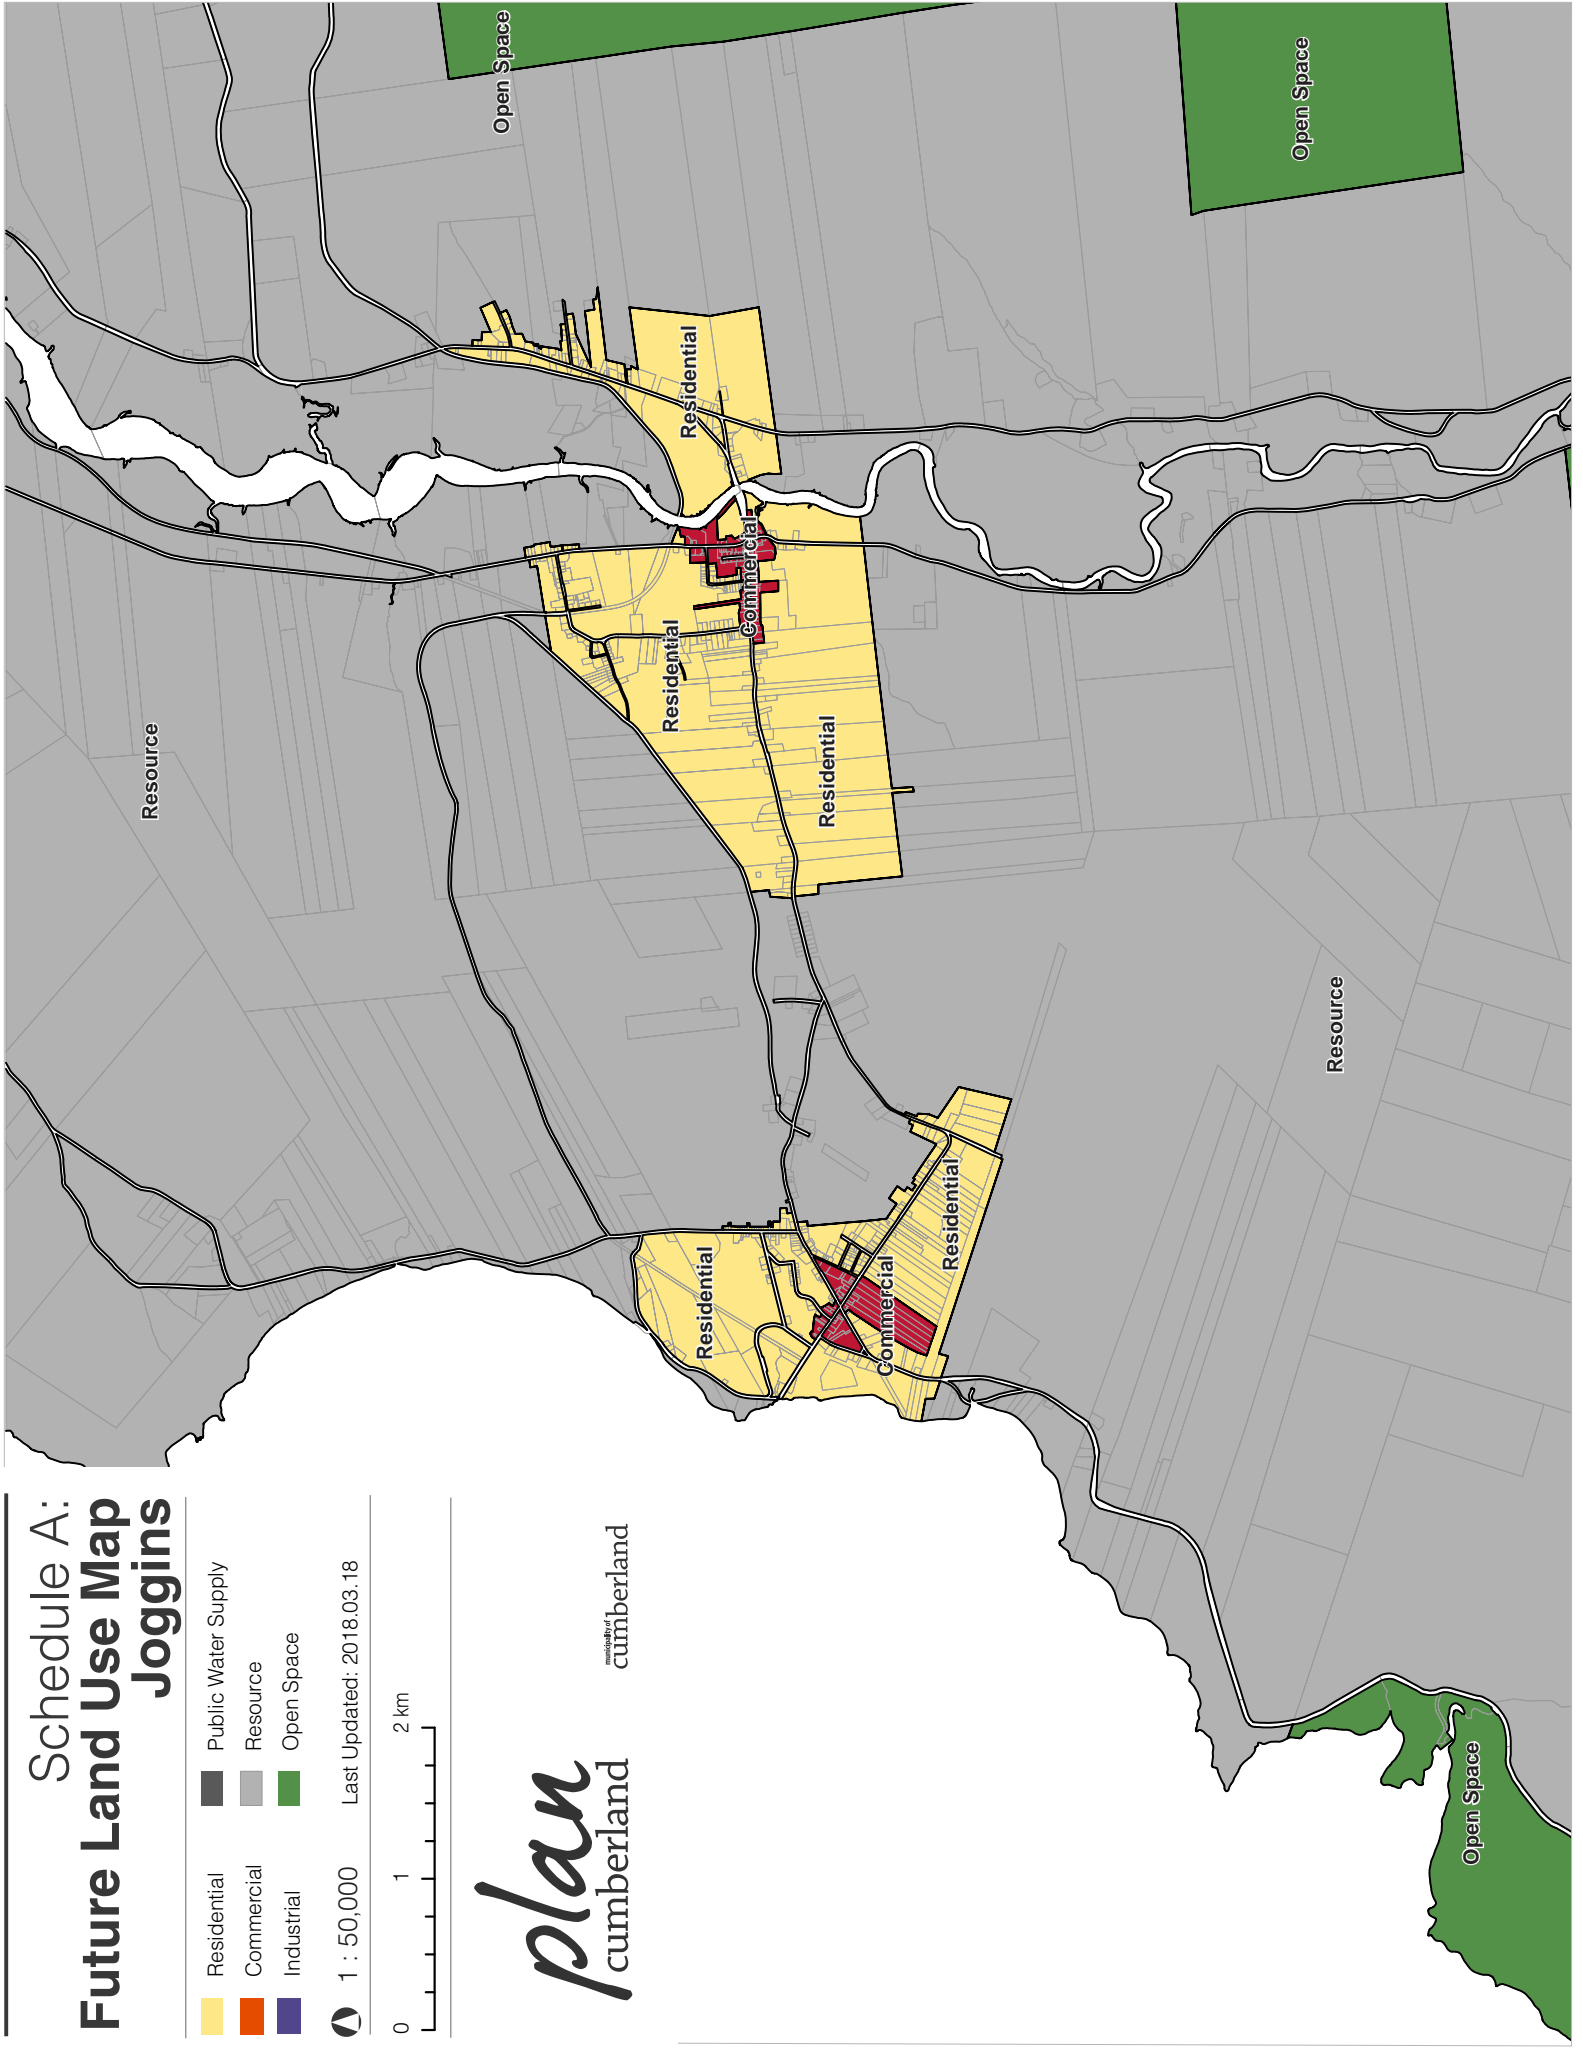 Schedule A:
Future Land Use Map
Joggins
Residential
Commercial
Industrial
Public Water Supply
Resource
Open Space
1 : 50,000
Last Updated: 2018.03.18
0 1 2 km
plan
cumberland
municipality of
cumberland
Resource
Open Space
Open Space
Residential
Commercial
Residential
Residential
Resource
Residential
Commercial
Residential
Open Space